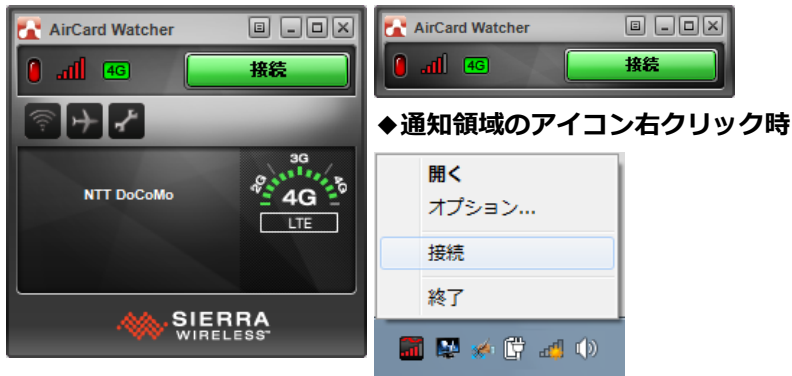 AirCard Watcher
4G
接続
NTT DoCoMo
2G
3G
4G
4G
LTE
SIERRA
WIRELESS™
AirCard Watcher
4G
接続
◆通知領域のアイコン右クリック時
開く
オプション...
接続
終了